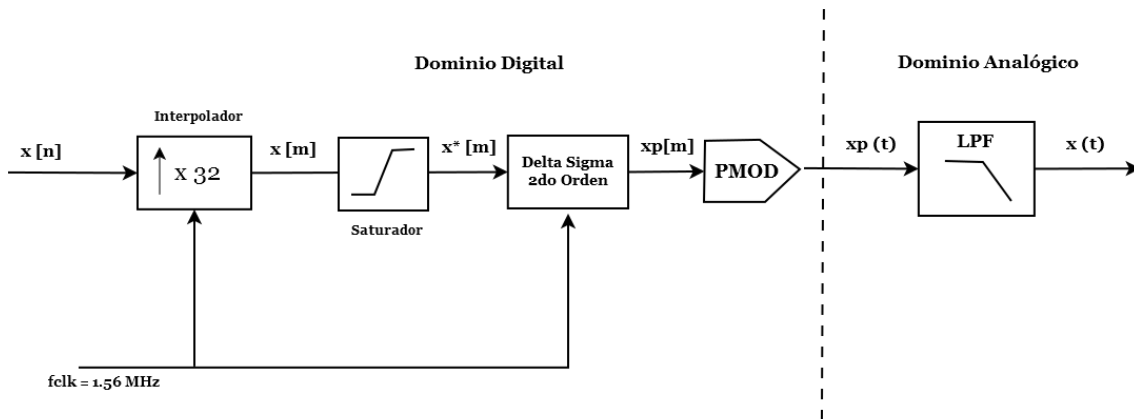 Dominio Digital
Dominio Analógico
Interpolador
x [n]
x 32
x [m]
Saturador
x* [m]
Delta Sigma
2do Orden
xp[m]
PMOD
xp (t)
LPF
x (t)
fclk = 1.56 MHz